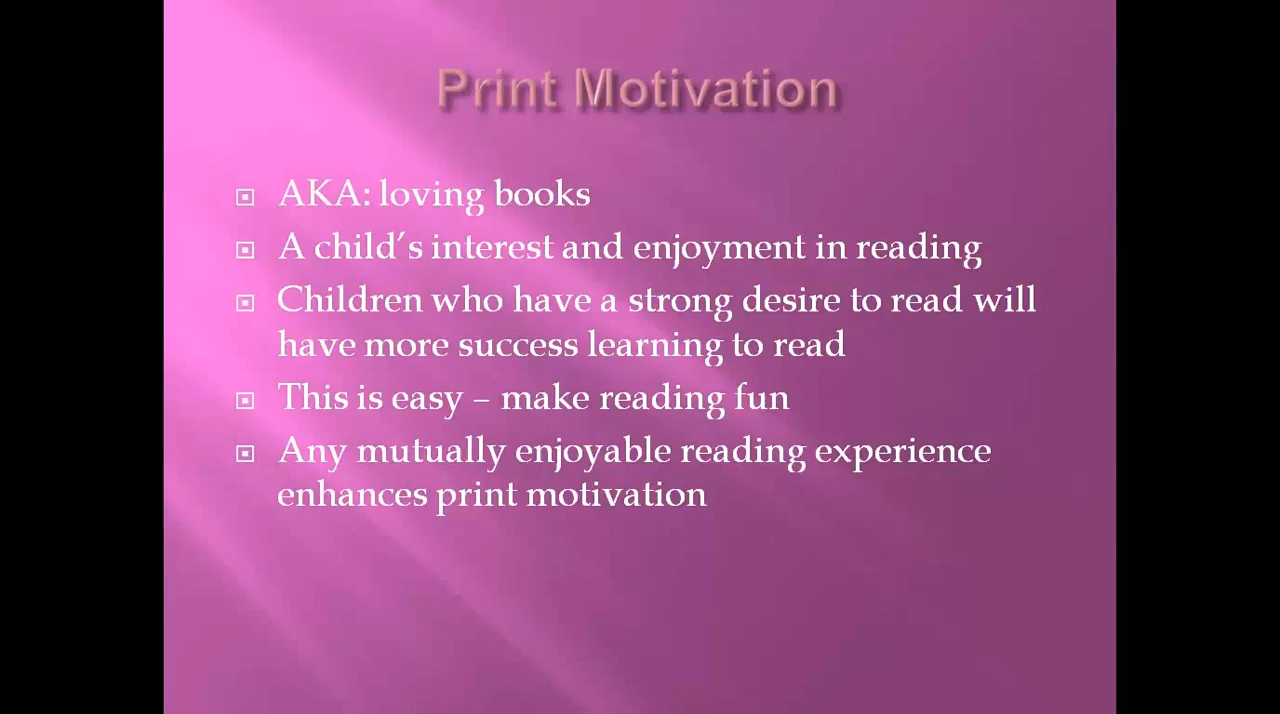 Print Motivation
AKA: loving books
A child’s interest and enjoyment in reading
Children who have a strong desire to read will
have more success learning to read
This is easy – make reading fun
Any mutually enjoyable reading experience
enhances print motivation